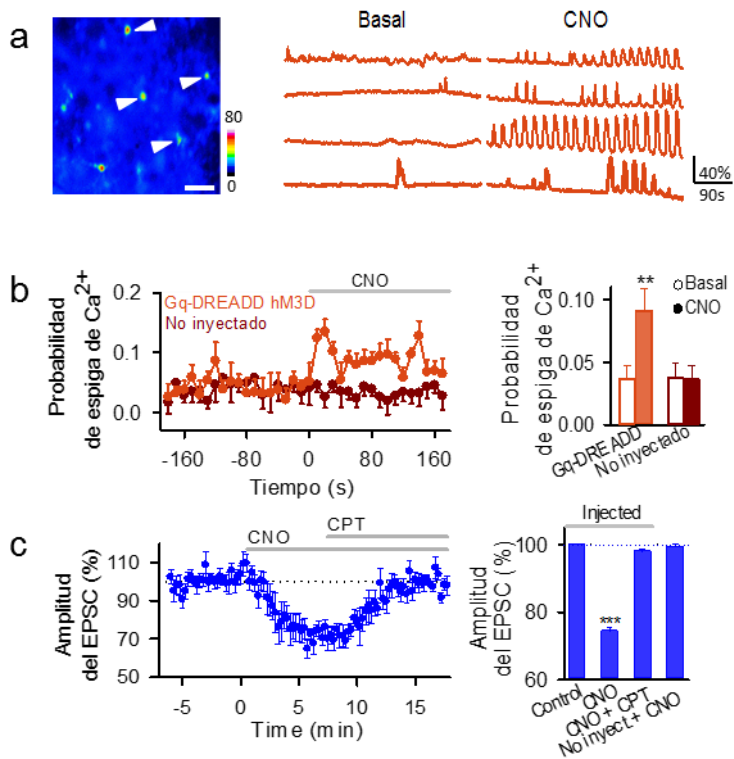 a
Basal
CNO
80
0
40%
90s
b
CNO
0.2
Gq-DREADD hM3D
No inyectado
0.1
0.0
Probabilidad
de espiga de Ca2+
-160
-80
0
80
160
Tiempo (s)
Probabilidad
de espiga de Ca2+
0.10
0.05
0.00
**
Basal
CNO
Gq-DREADD
No inyectado
c
CNO
CPT
Amplitud
del EPSC (%)
110
90
70
50
-5
0
5
10
15
Time (min)
Injected
Amplitud
del EPSC (%)
100
80
60
***
Control
CNO
CNO + CPT
No inyect.+ CNO